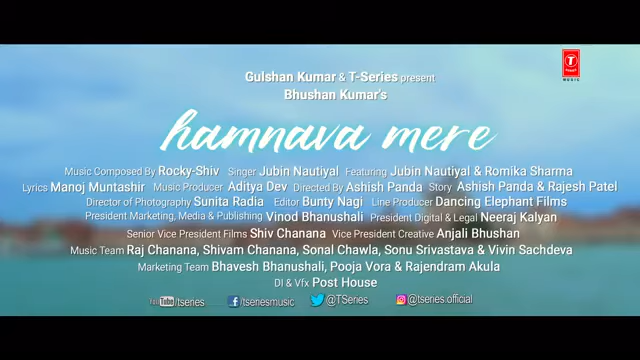 T
SERIES
MUSIC
Gulshan Kumar & T-Series present
Bhushan Kumar's
hamnava mere
Music Composed By Rocky-Shiv Singer Jubin Nautiyal Featuring Jubin Nautiyal & Romika Sharma
Lyrics Manoj Muntashir Music Producer Aditya Dev Directed By Ashish Panda Story Ashish Panda & Rajesh Patel
Director of Photography Sunita Radia Editor Bunty Nagi Line Producer Dancing Elephant Films
President Marketing, Media & Publishing Vinod Bhanushali President Digital & Legal Neeraj Kalyan
Senior Vice President Films Shiv Chanana Vice President Creative Anjali Bhushan
Music Team Raj Chanana, Shivam Chanana, Sonal Chawla, Sonu Srivastava & Vivin Sachdeva
Marketing Team Bhavesh Bhanushali, Pooja Vora & Rajendram Akula
DI & Vfx Post House
YouTube /tseries f /tseriesmusic @TSeries @tseries.official